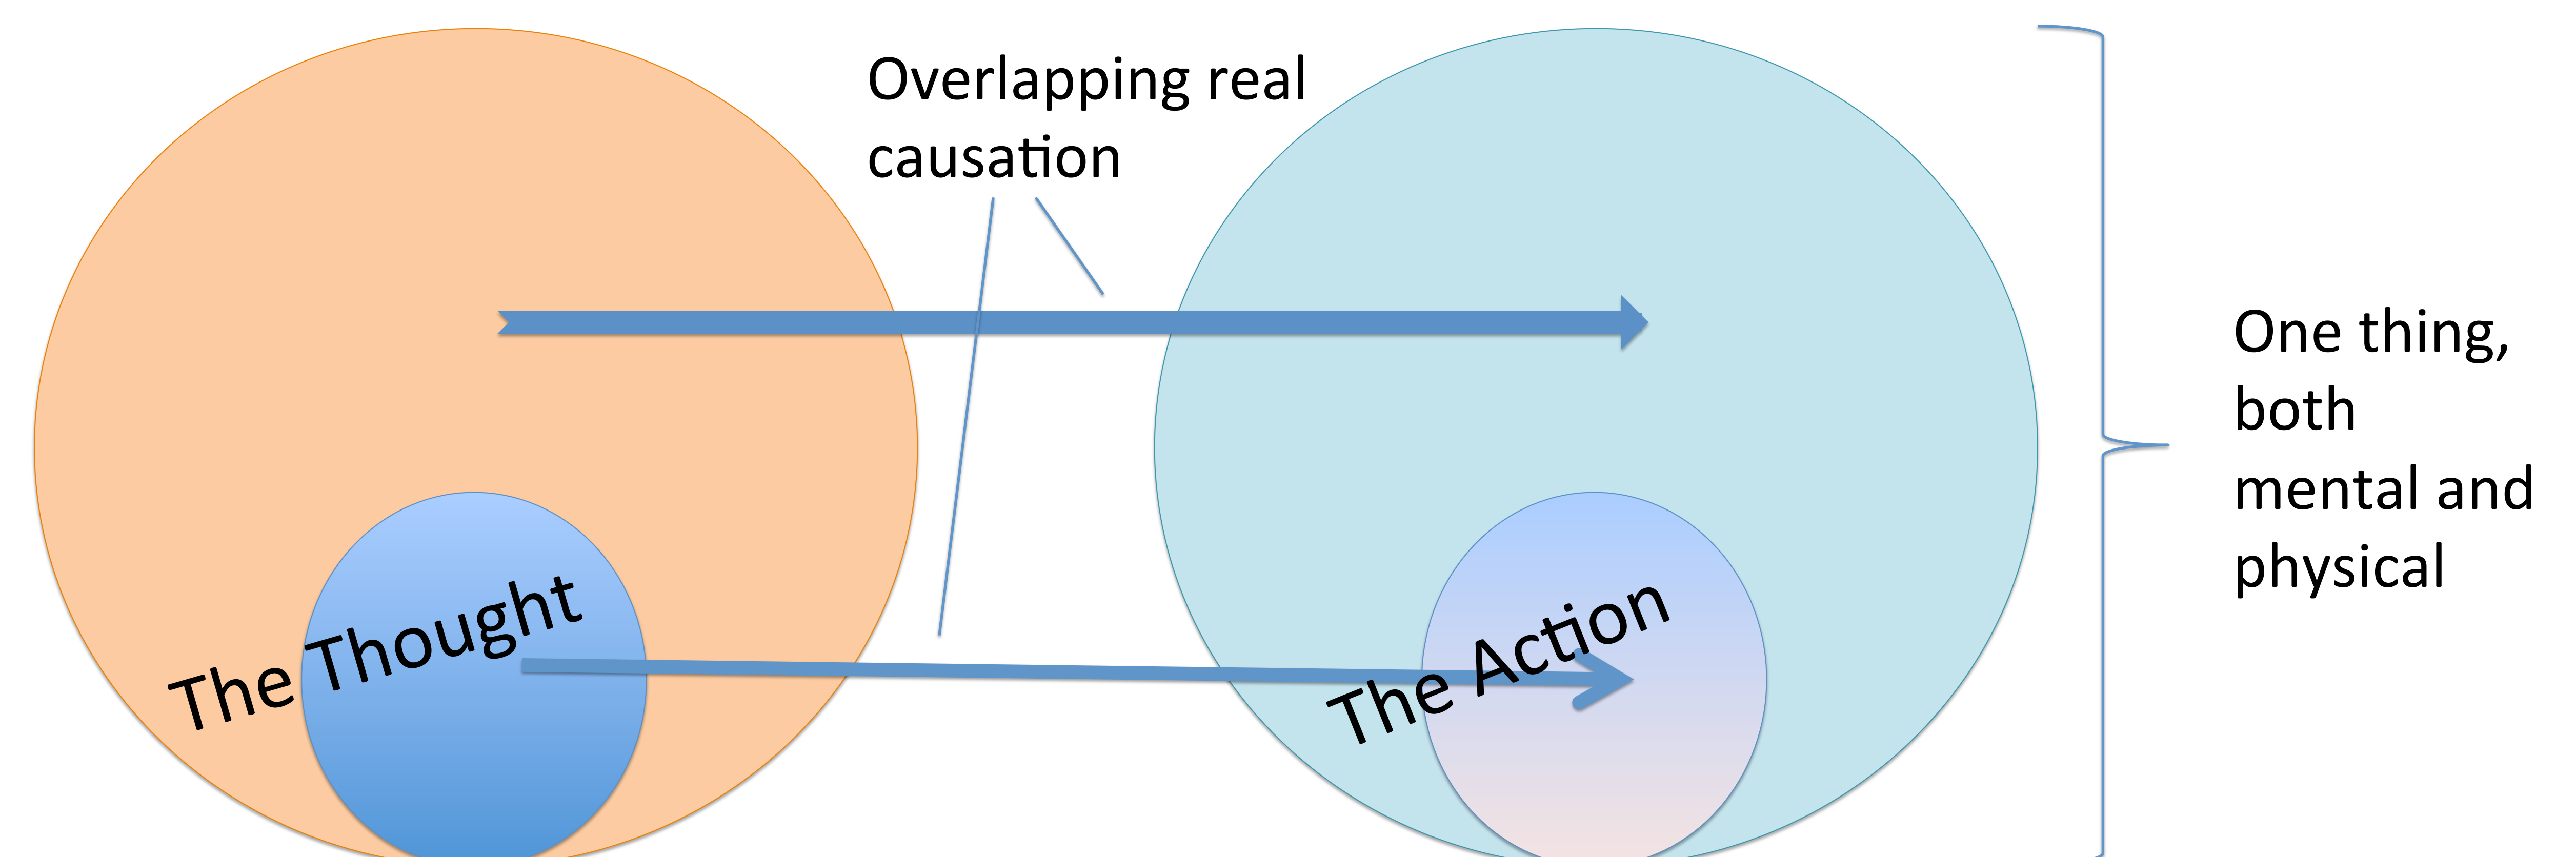 Overlapping real
causation
One thing,
both
mental and
physical
The Thought
The Action